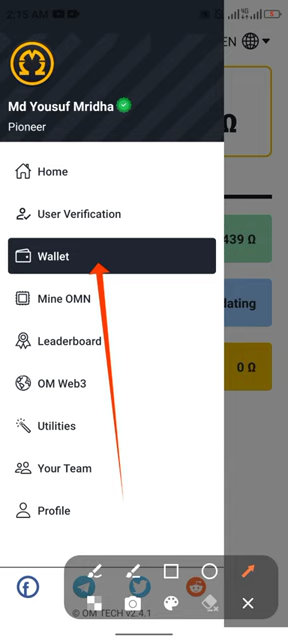 2:15 AM
EN
Md Yousuf Mridha
Pioneer
Ω
Home
User Verification
439 Ω
Wallet
Mine OMN
dating
Leaderboard
0 Ω
OM Web3
Utilities
Your Team
Profile
© OM TECH v2.4.1